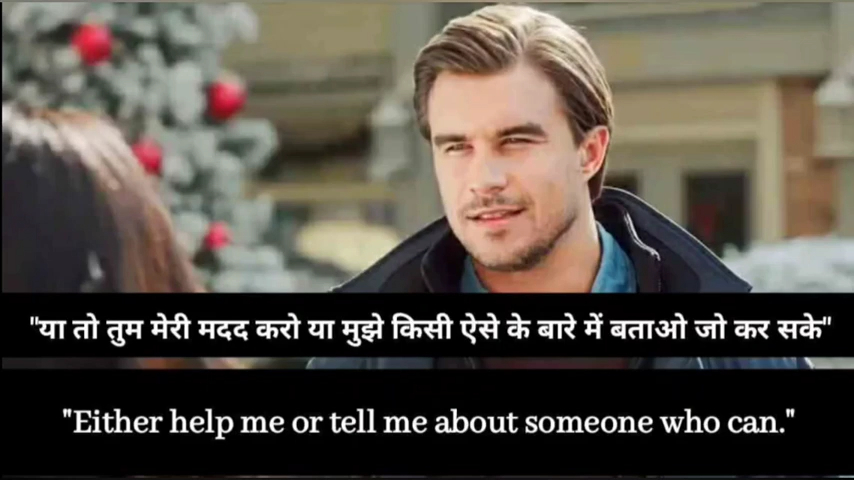 "या तो तुम मेरी मदद करो या मुझे किसी ऐसे के बारे में बताओ जो कर सके"
"Either help me or tell me about someone who can."